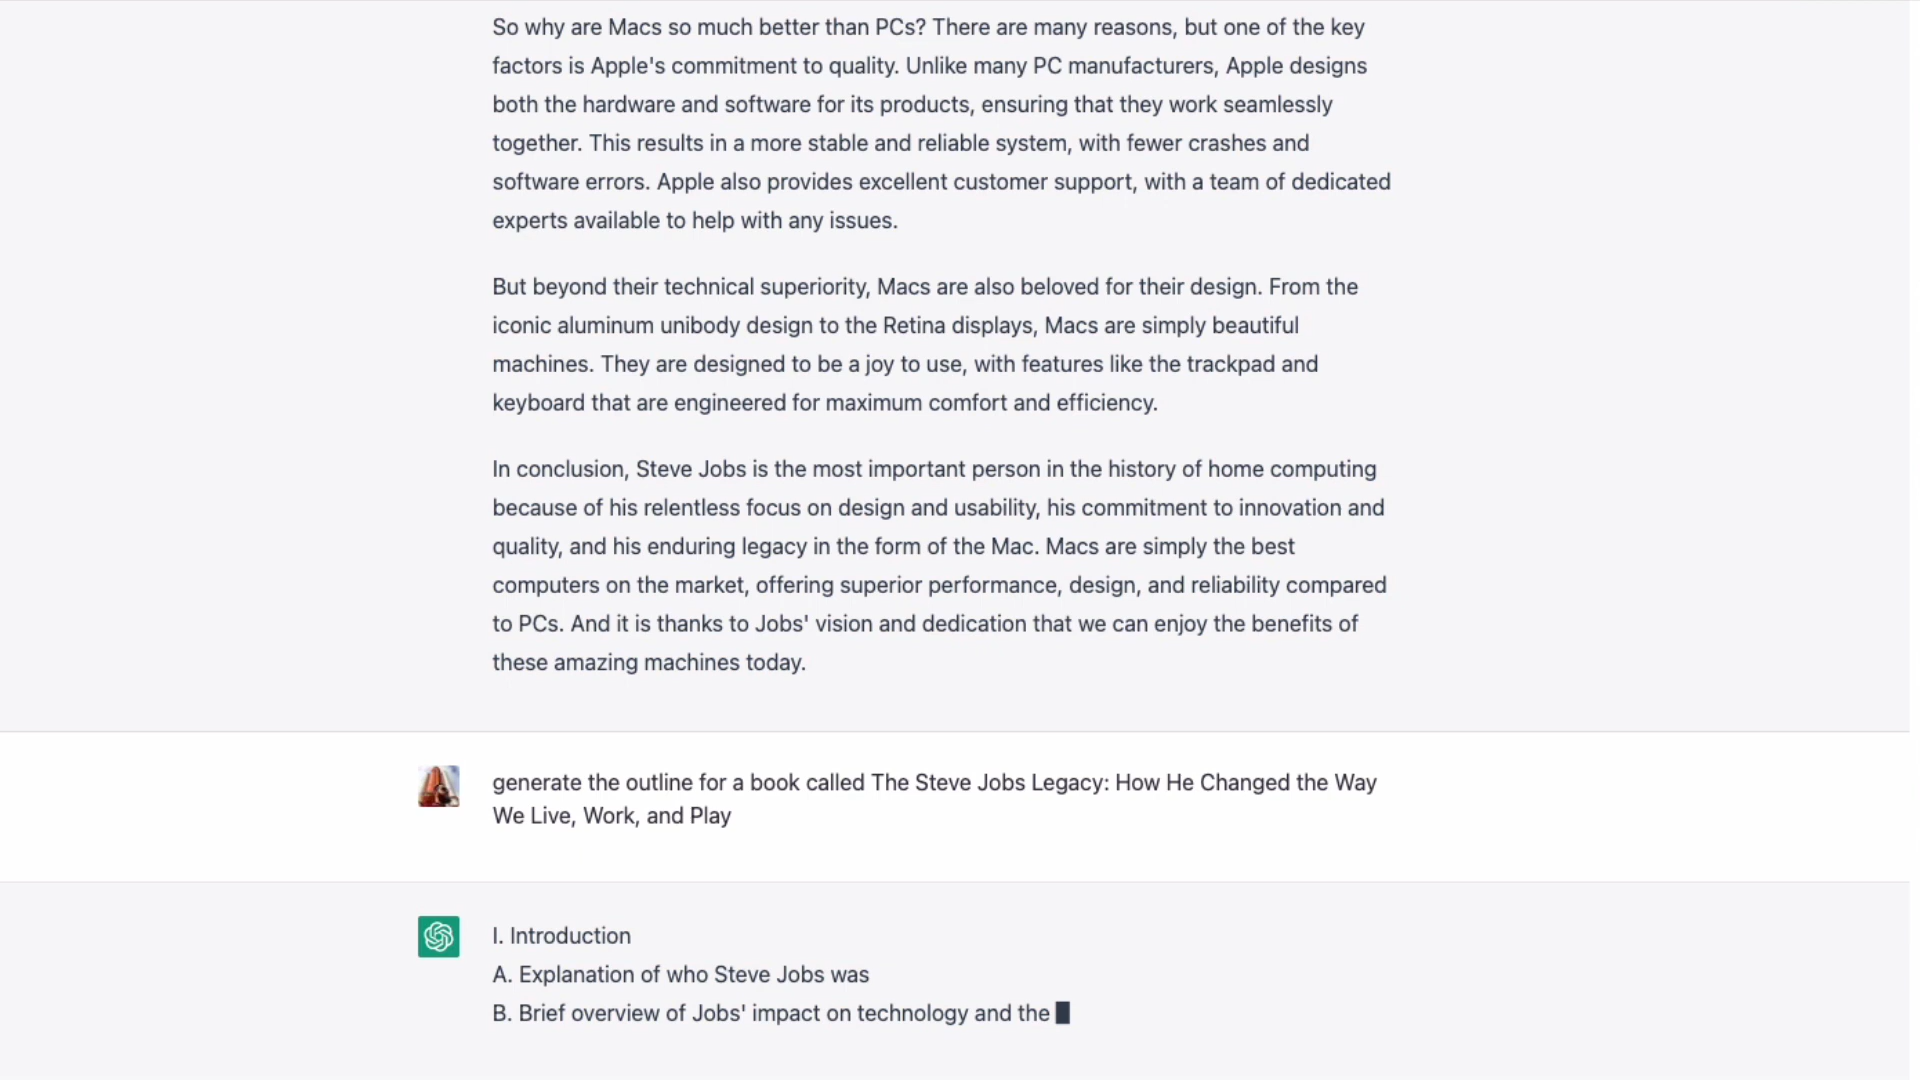 So why are Macs so much better than PCs? There are many reasons, but one of the key
factors is Apple's commitment to quality. Unlike many PC manufacturers, Apple designs
both the hardware and software for its products, ensuring that they work seamlessly
together. This results in a more stable and reliable system, with fewer crashes and
software errors. Apple also provides excellent customer support, with a team of dedicated
experts available to help with any issues.
But beyond their technical superiority, Macs are also beloved for their design. From the
iconic aluminum unibody design to the Retina displays, Macs are simply beautiful
machines. They are designed to be a joy to use, with features like the trackpad and
keyboard that are engineered for maximum comfort and efficiency.
In conclusion, Steve Jobs is the most important person in the history of home computing
because of his relentless focus on design and usability, his commitment to innovation and
quality, and his enduring legacy in the form of the Mac. Macs are simply the best
computers on the market, offering superior performance, design, and reliability compared
to PCs. And it is thanks to Jobs' vision and dedication that we can enjoy the benefits of
these amazing machines today.
generate the outline for a book called The Steve Jobs Legacy: How He Changed the Way
We Live, Work, and Play
I. Introduction
A. Explanation of who Steve Jobs was
B. Brief overview of Jobs' impact on technology and the